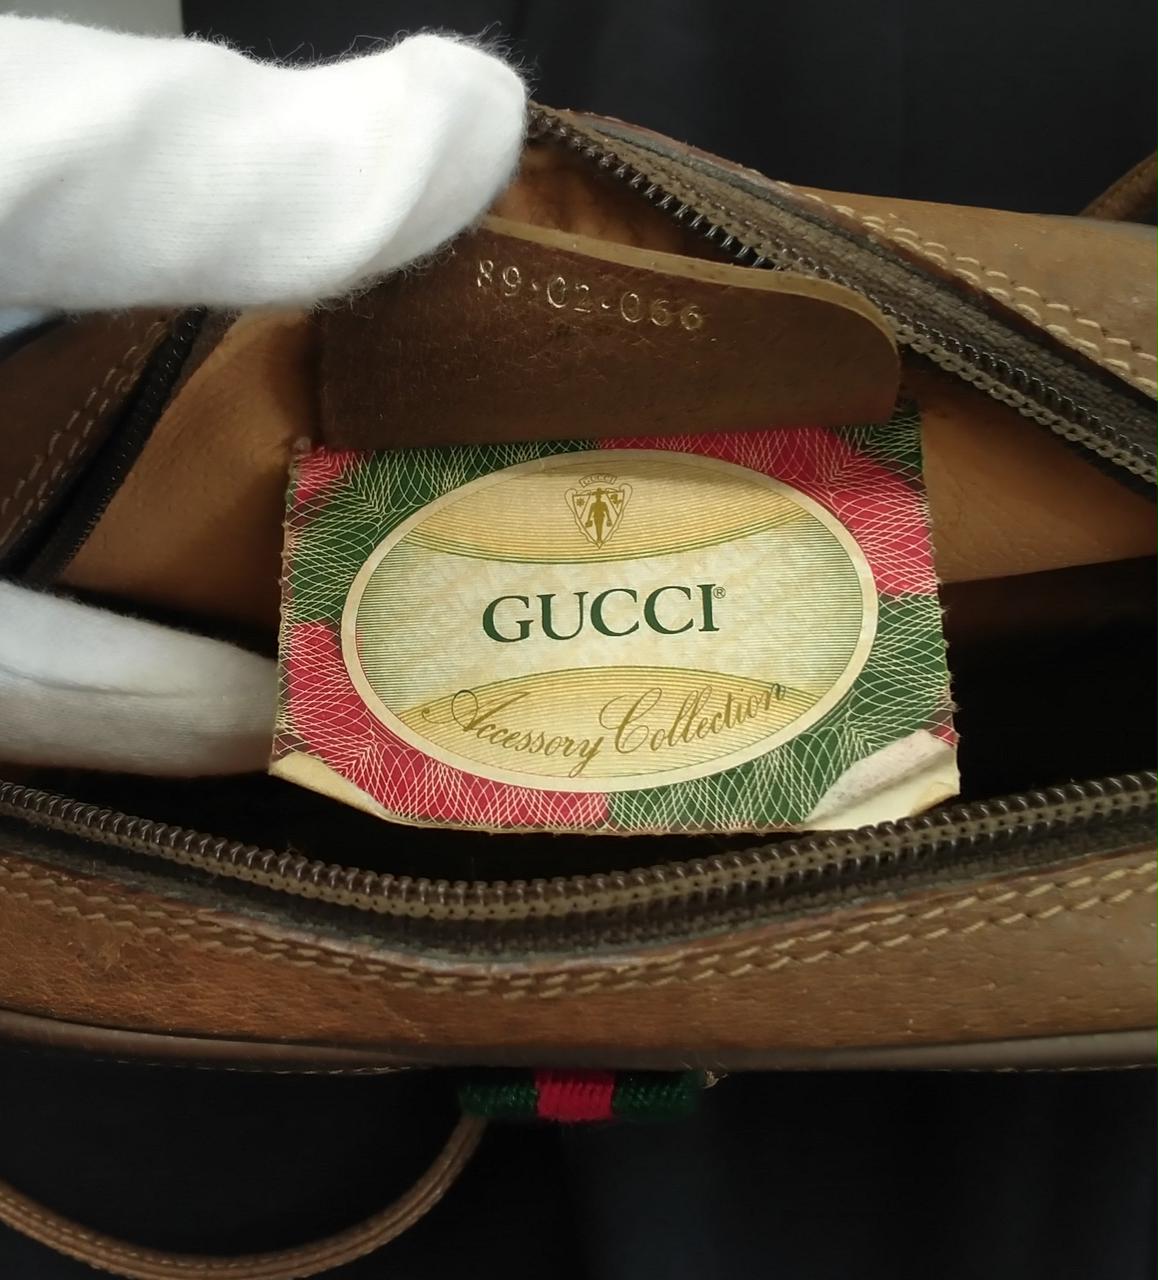 89·02·066
GUCCI
GUCCI®
Accessory Collection